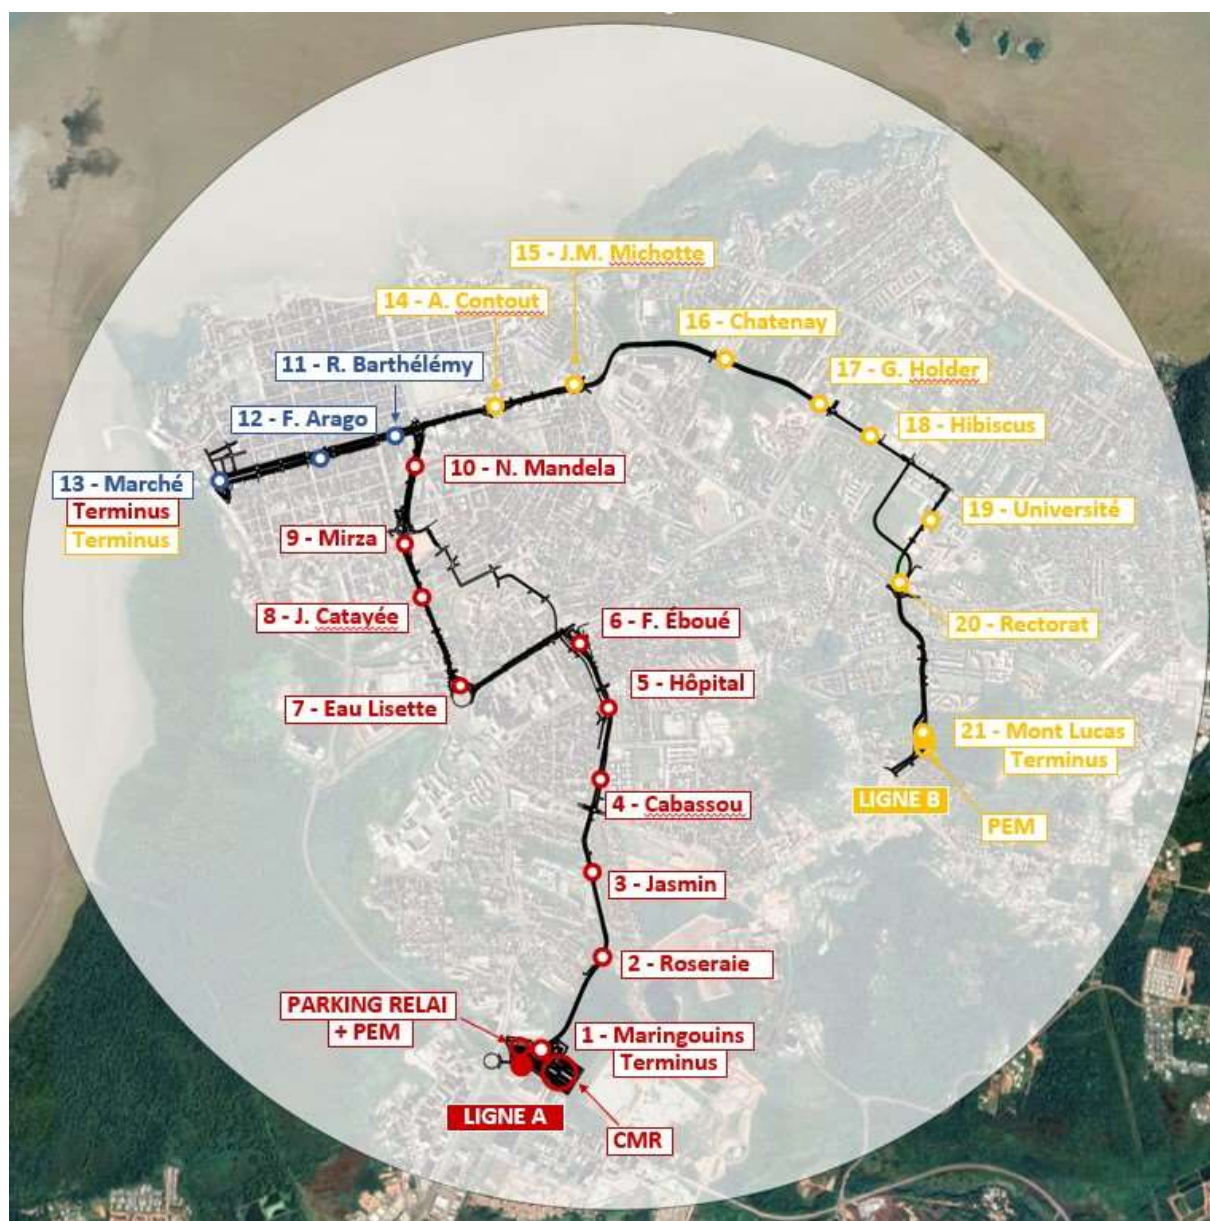 15 - J.M. Michotte
14 - A. Contout
16 - Chatenay
11 - R. Barthélémy
17 - G. Holder
12 - F. Arago
18 - Hibiscus
10 - N. Mandela
13 - Marché
Terminus
Terminus
19 - Université
9 - Mirza
8 - J. Catayée
6 - F. Éboué
20 - Rectorat
5 - Hôpital
7 - Eau Lisette
21 - Mont Lucas
Terminus
LIGNE B
4 - Cabassou
PEM
3 - Jasmin
2 - Roseraie
PARKING RELAI
+ PEM
1 - Maringouins
Terminus
LIGNE A
CMR